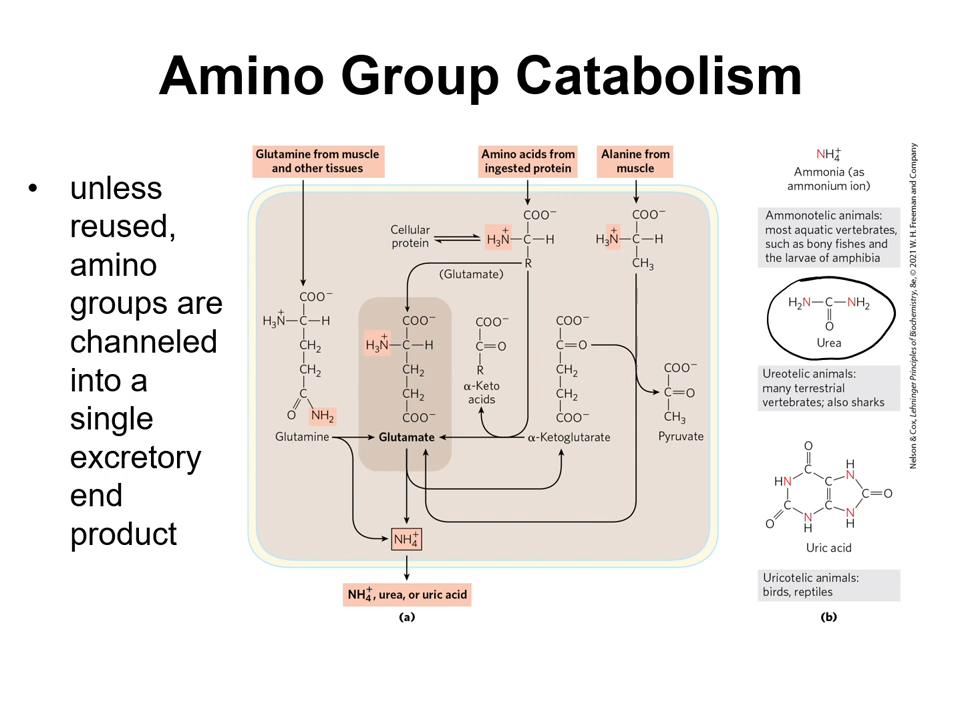 Amino Group Catabolism
• unless
reused,
amino
groups are
channeled
into a
single
excretory
end
product
Glutamine from muscle
and other tissues
Amino acids from
ingested protein
Alanine from
muscle
Cellular
protein
COO⁻
H₃N⁺—C—H
R
COO⁻
H₃N⁺—C—H
CH₃
(Glutamate)
COO⁻
H₃N⁺—C—H
CH₂
CH₂
C
O NH₂
Glutamine
COO⁻
H₃N⁺—C—H
CH₂
CH₂
COO⁻
Glutamate
COO⁻
C=O
R
α-Keto
acids
COO⁻
C=O
CH₂
CH₂
COO⁻
α-Ketoglutarate
COO⁻
C=O
CH₃
Pyruvate
NH₄⁺
NH₄⁺, urea, or uric acid
(a)
NH₄⁺
Ammonia (as
ammonium ion)
Ammonotelic animals:
most aquatic vertebrates,
such as bony fishes and
the larvae of amphibia
H₂N—C—NH₂
O
Urea
Ureotelic animals:
many terrestrial
vertebrates; also sharks
O
C
HN C
H
N
C=O
C
C
O
N
H
N
H
Uric acid
Uricotelic animals:
birds, reptiles
(b)
Nelson & Cox, Lehninger Principles of Biochemistry, 8e, © 2021 W. H. Freeman and Company